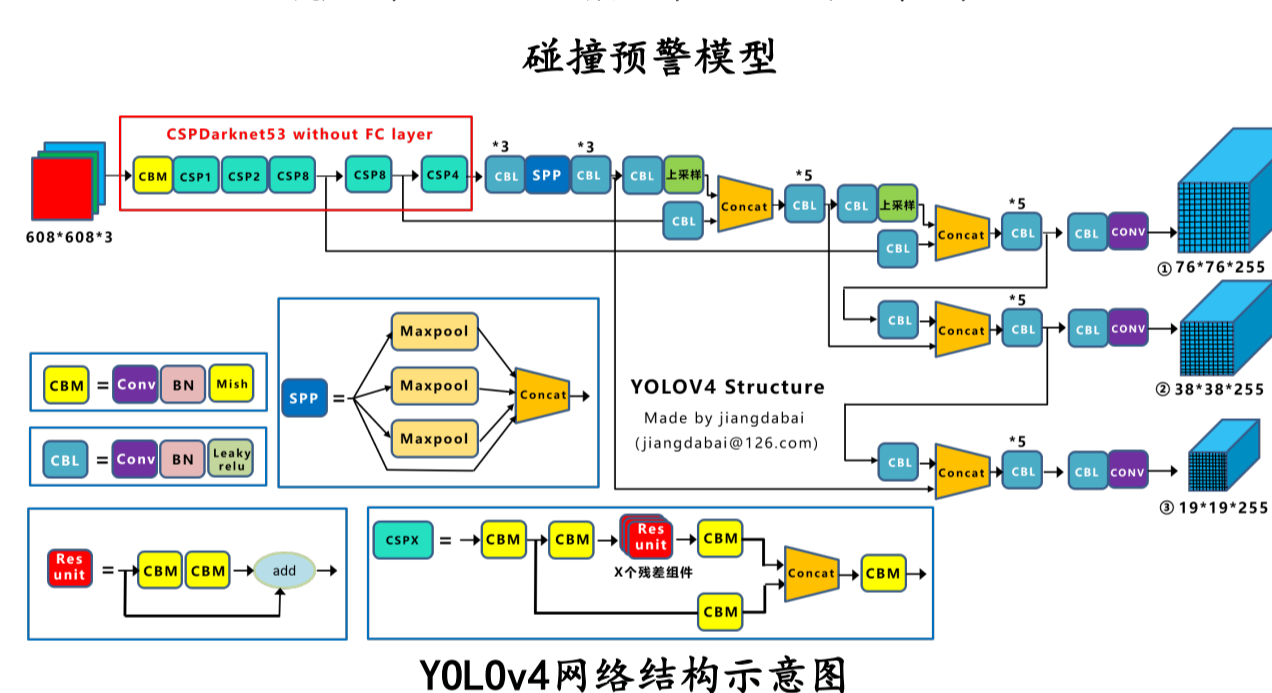 碰撞预警模型
CSPDarknet53 without FC layer
*3 *3
CBM CSP1 CSP2 CSP8 CSP8 CSP4 CBL SPP CBL CBL 上采样
608*608*3
CBL
Concat
*5
CBL CBL 上采样
CBL
Concat
*5
CBL CBL CONV
①76*76*255
CBL
Concat
*5
CBL CBL CONV
②38*38*255
CBL
Concat
*5
CBL CBL CONV
③19*19*255
CBM = Conv BN Mish
CBL = Conv BN Leaky
relu
SPP =
Maxpool
Maxpool
Maxpool
Concat
YOLOV4 Structure
Made by jiangdabai
(jiangdabai@126.com)
Res
unit
= CBM CBM add
CSPX = CBM CBM Res
unit
CBM
X个残差组件
CBM
Concat
CBM
YOLOv4网络结构示意图